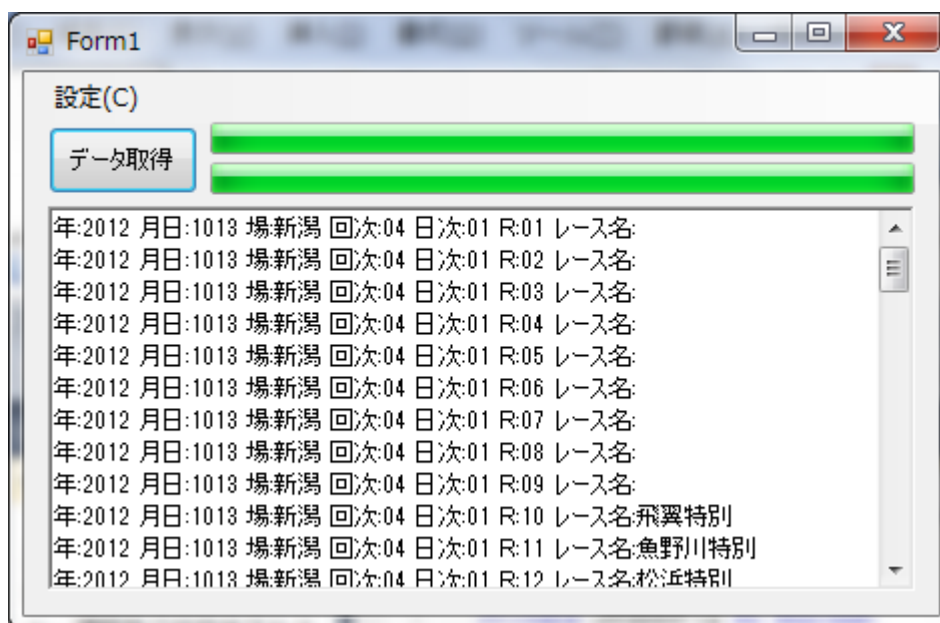 Form1
設定(C)
データ取得
年:2012 月日:1013 場:新潟 回次:04 日次:01 R:01 レース名:
年:2012 月日:1013 場:新潟 回次:04 日次:01 R:02 レース名:
年:2012 月日:1013 場:新潟 回次:04 日次:01 R:03 レース名:
年:2012 月日:1013 場:新潟 回次:04 日次:01 R:04 レース名:
年:2012 月日:1013 場:新潟 回次:04 日次:01 R:05 レース名:
年:2012 月日:1013 場:新潟 回次:04 日次:01 R:06 レース名:
年:2012 月日:1013 場:新潟 回次:04 日次:01 R:07 レース名:
年:2012 月日:1013 場:新潟 回次:04 日次:01 R:08 レース名:
年:2012 月日:1013 場:新潟 回次:04 日次:01 R:09 レース名:
年:2012 月日:1013 場:新潟 回次:04 日次:01 R:10 レース名:飛翼特別
年:2012 月日:1013 場:新潟 回次:04 日次:01 R:11 レース名:魚野川特別
年:2012 月日:1013 場:新潟 回次:04 日次:01 R:12 レース名:松浜特別